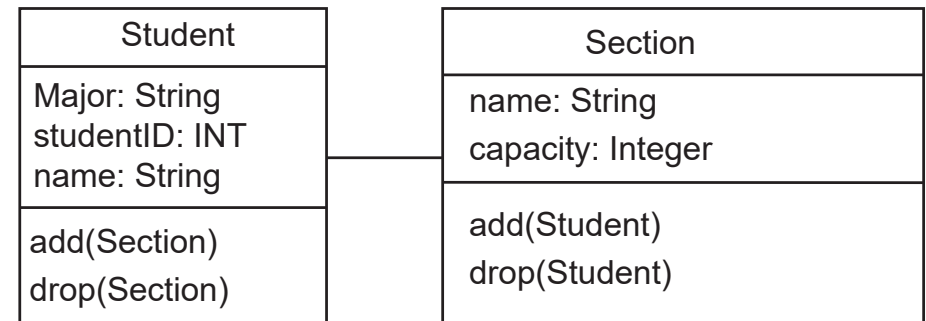 Student
Major: String
studentID: INT
name: String
add(Section)
drop(Section)
Section
name: String
capacity: Integer
add(Student)
drop(Student)